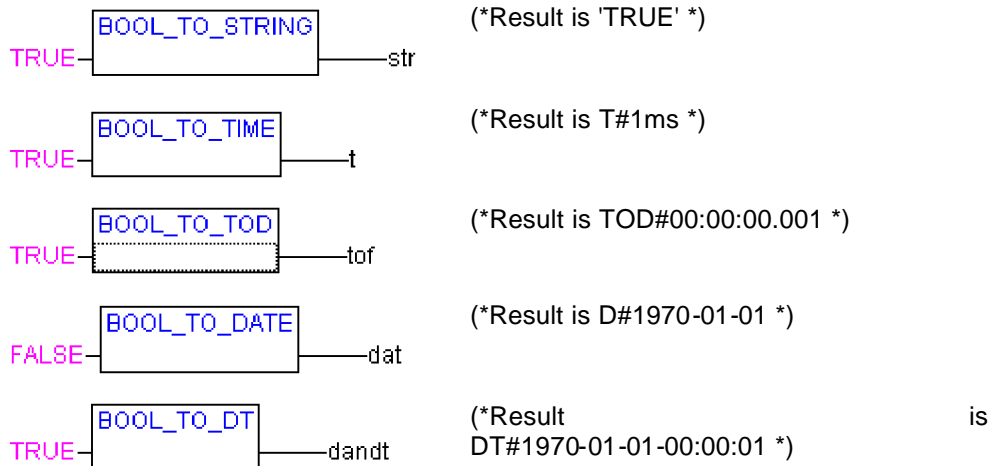 BOOL_TO_STRING (*Result is 'TRUE' *)
TRUE str
BOOL_TO_TIME (*Result is T#1ms *)
TRUE t
BOOL_TO_TOD (*Result is TOD#00:00:00.001 *)
TRUE tof
BOOL_TO_DATE (*Result is D#1970-01-01 *)
FALSE dat
BOOL_TO_DT (*Result is
TRUE dandt DT#1970-01-01-00:00:01 *)